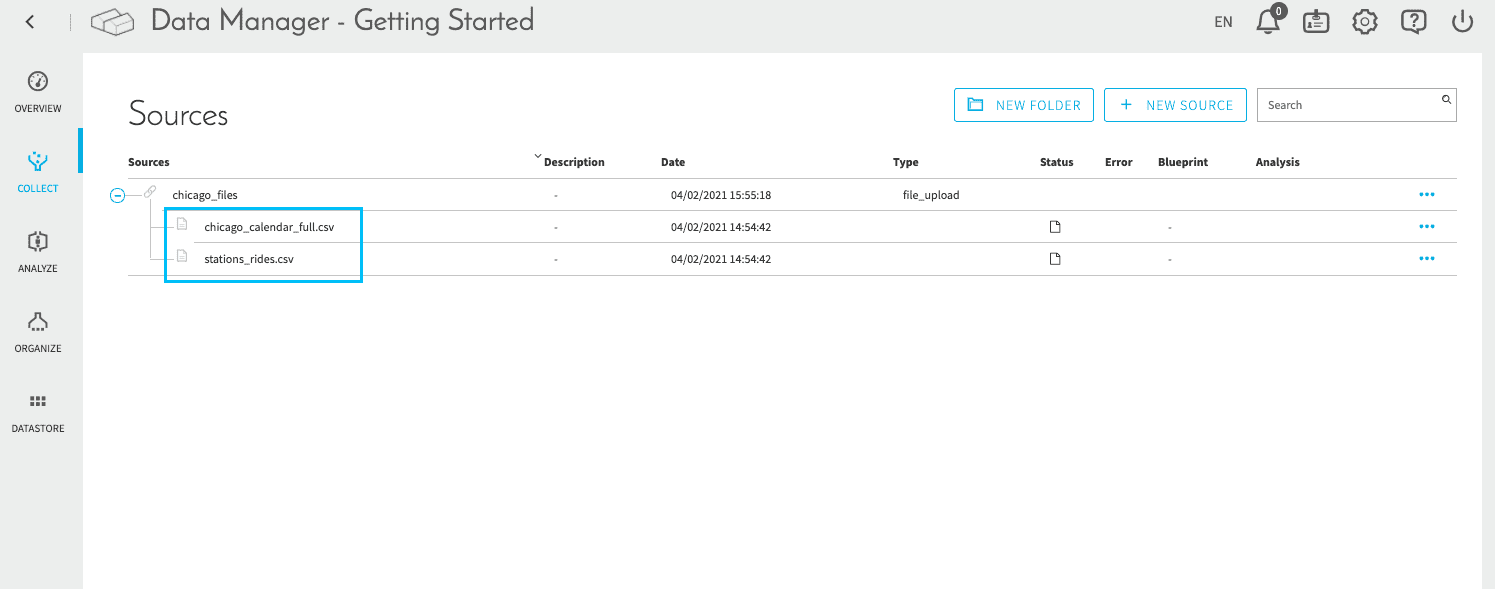 Data Manager - Getting Started
EN
0
OVERVIEW
COLLECT
ANALYZE
ORGANIZE
DATASTORE
Sources
NEW FOLDER
+ NEW SOURCE
Search
Sources Description Date Type Status Error Blueprint Analysis
chicago_files - 04/02/2021 15:55:18 file_upload
chicago_calendar_full.csv - 04/02/2021 14:54:42 -
stations_rides.csv - 04/02/2021 14:54:42 -